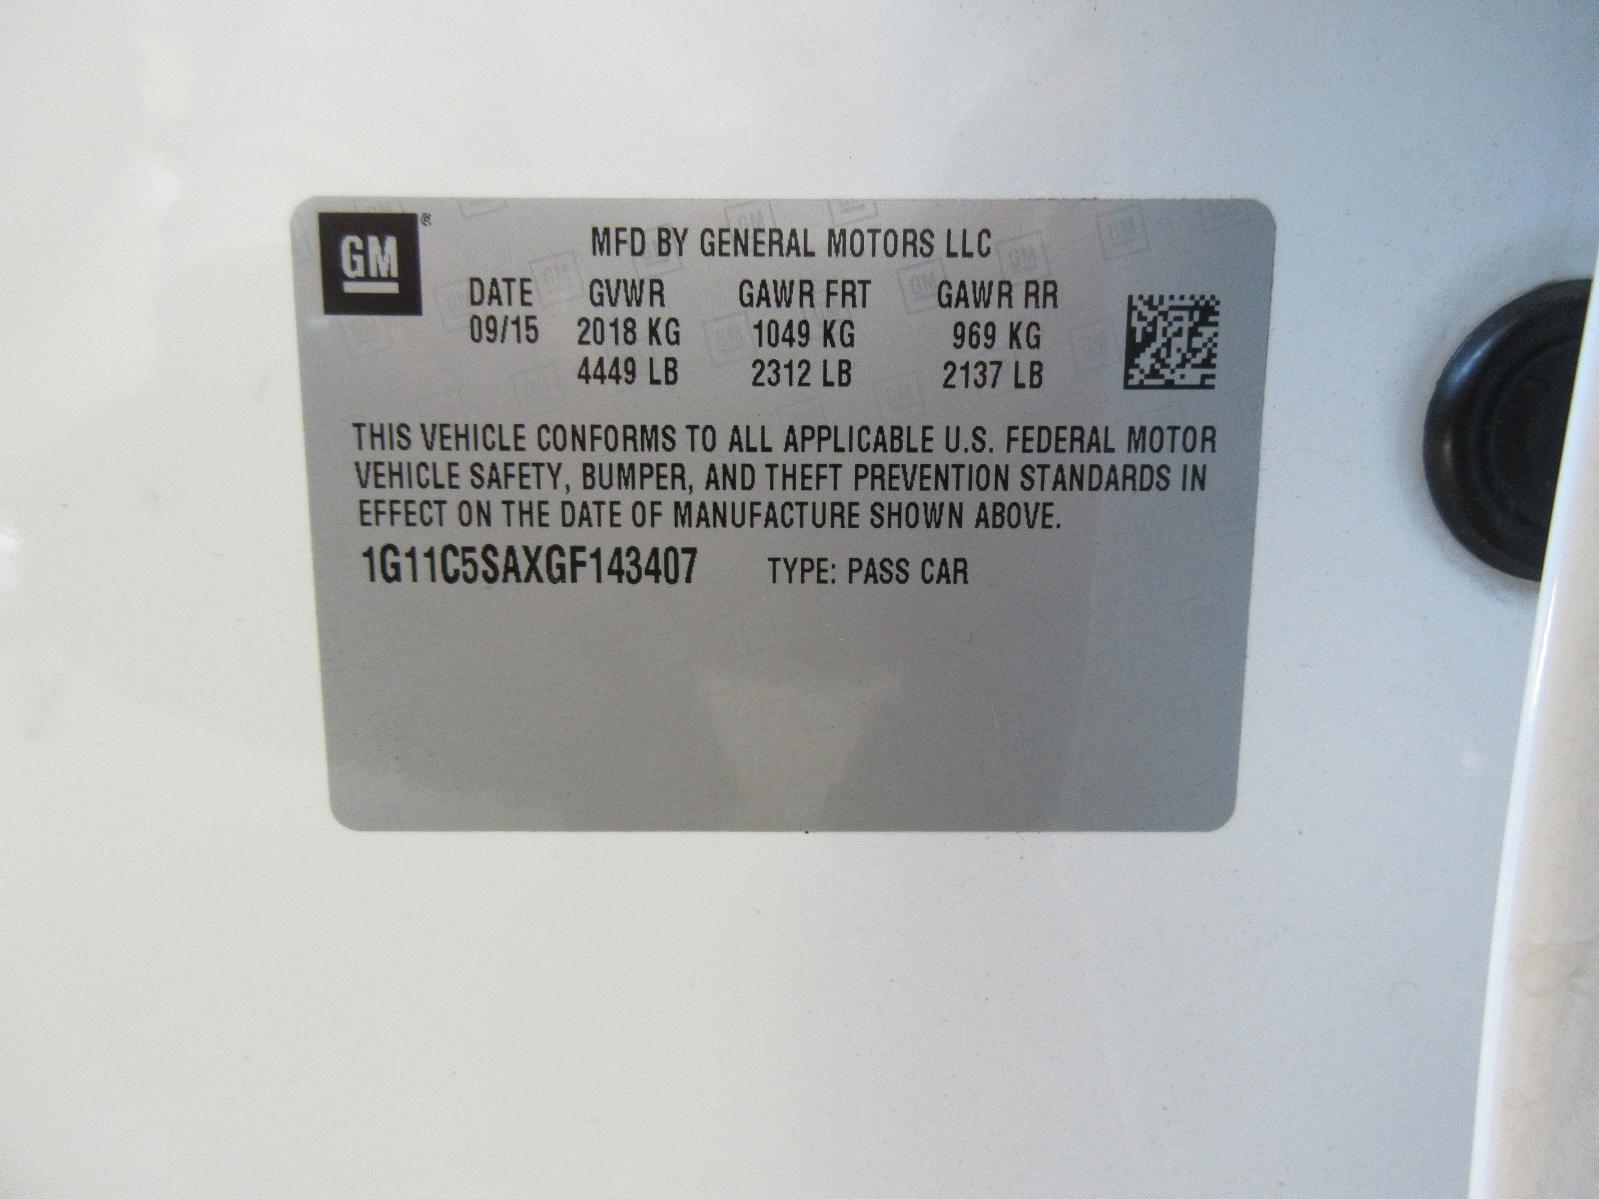 GM®
MFD BY GENERAL MOTORS LLC
DATE GVWR GAWR FRT GAWR RR
09/15 2018 KG 1049 KG 969 KG
4449 LB 2312 LB 2137 LB
THIS VEHICLE CONFORMS TO ALL APPLICABLE U.S. FEDERAL MOTOR
VEHICLE SAFETY, BUMPER, AND THEFT PREVENTION STANDARDS IN
EFFECT ON THE DATE OF MANUFACTURE SHOWN ABOVE.
1G11C5SAXGF143407 TYPE: PASS CAR